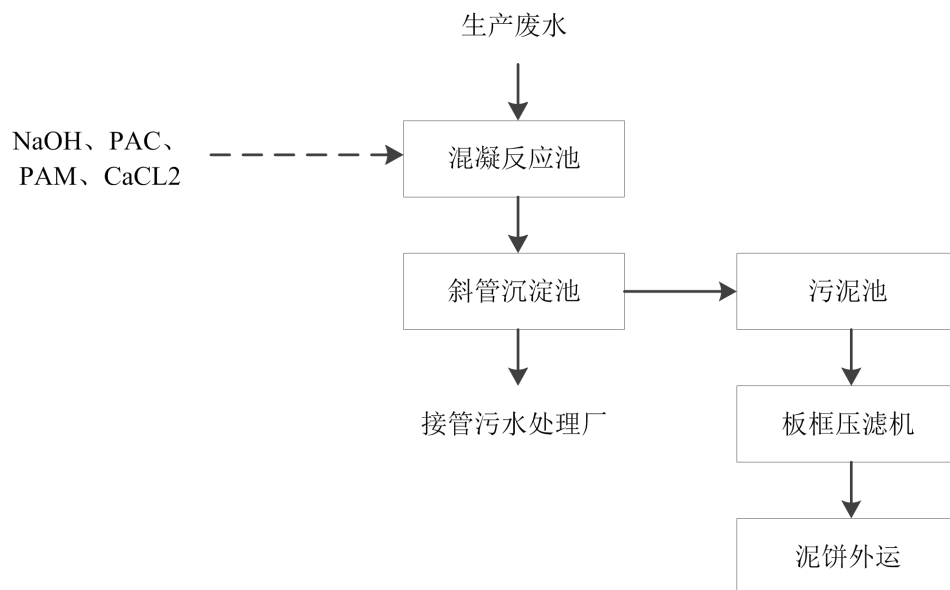 生产废水
NaOH、PAC、
PAM、CaCL2
混凝反应池
斜管沉淀池
污泥池
接管污水处理厂
板框压滤机
泥饼外运